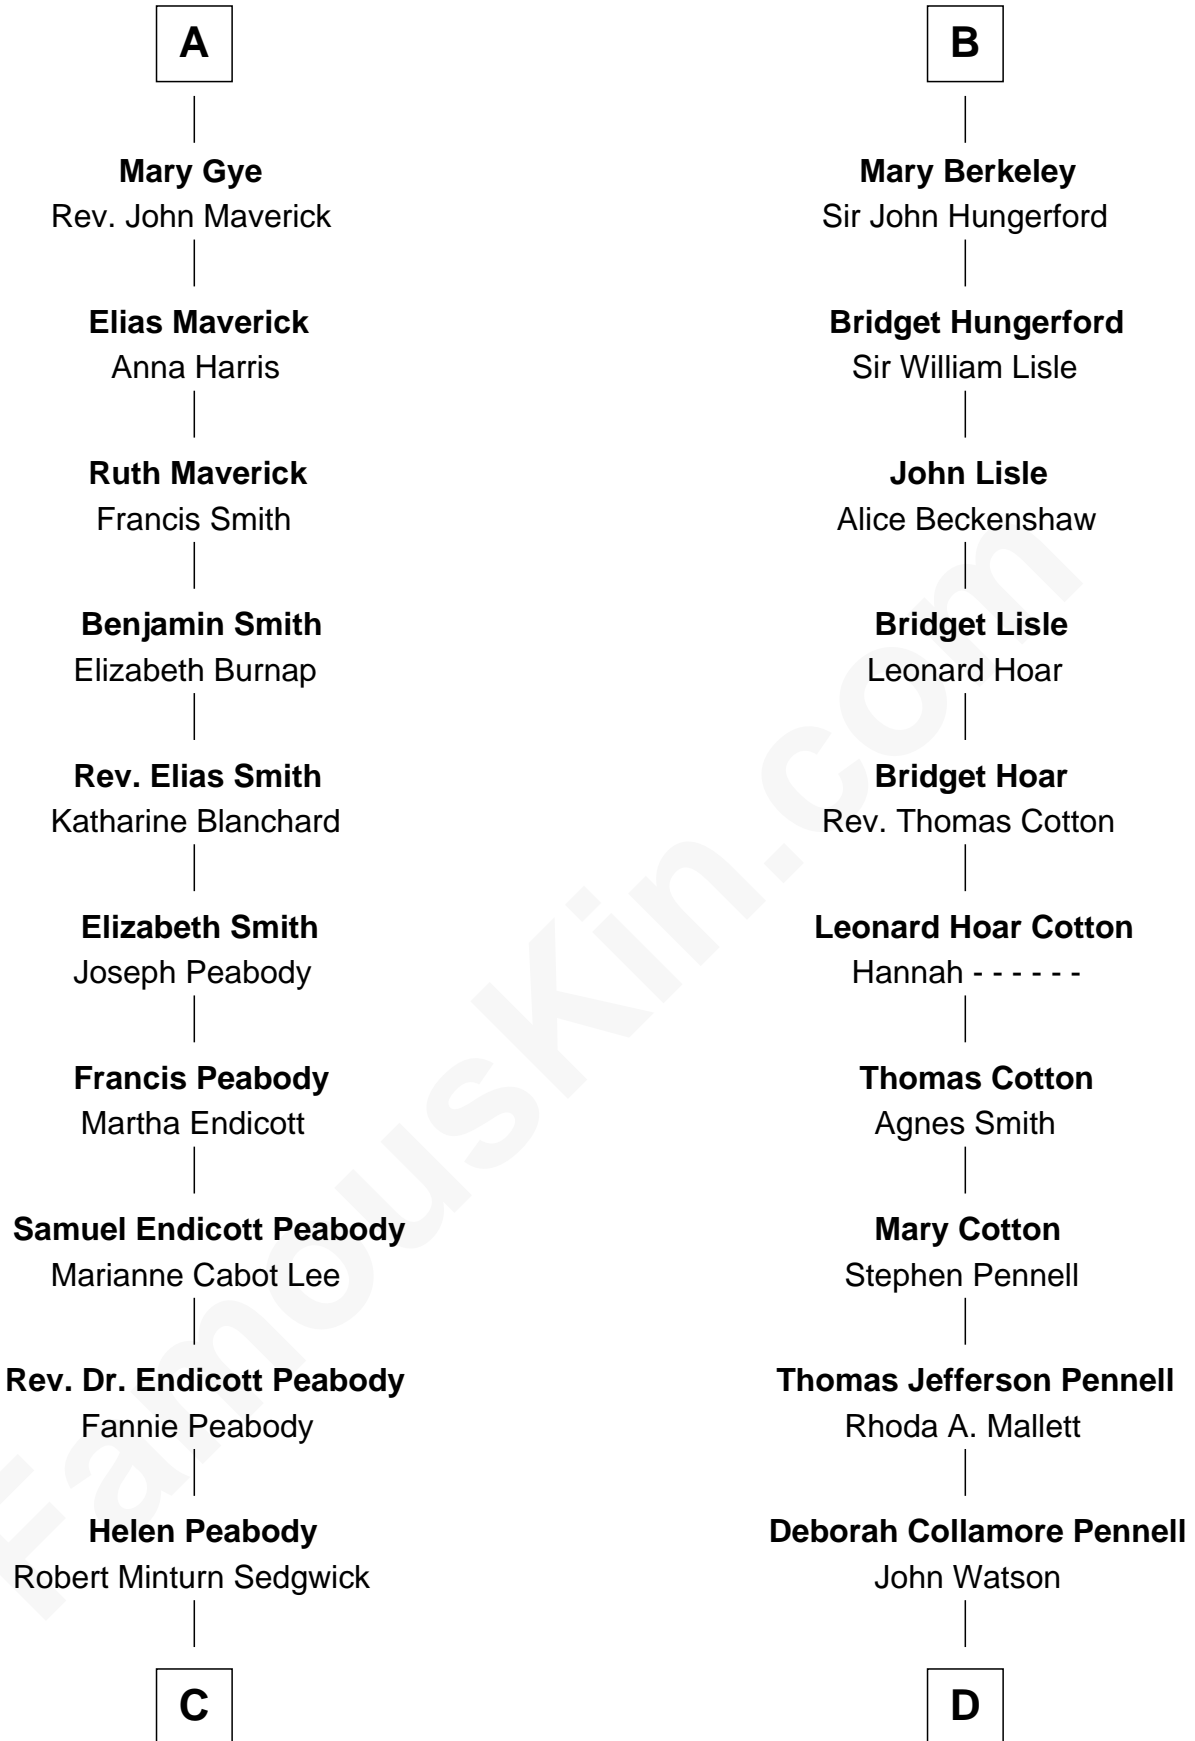 A
Mary Gye
Rev. John Maverick
Elias Maverick
Anna Harris
Ruth Maverick
Francis Smith
Benjamin Smith
Elizabeth Burnap
Rev. Elias Smith
Katharine Blanchard
Elizabeth Smith
Joseph Peabody
Francis Peabody
Martha Endicott
Samuel Endicott Peabody
Marianne Cabot Lee
Rev. Dr. Endicott Peabody
Fannie Peabody
Helen Peabody
Robert Minturn Sedgwick
C
B
Mary Berkeley
Sir John Hungerford
Bridget Hungerford
Sir William Lisle
John Lisle
Alice Beckenshaw
Bridget Lisle
Leonard Hoar
Bridget Hoar
Rev. Thomas Cotton
Leonard Hoar Cotton
Hannah - - - - - -
Thomas Cotton
Agnes Smith
Mary Cotton
Stephen Pennell
Thomas Jefferson Pennell
Rhoda A. Mallett
Deborah Collamore Pennell
John Watson
D
FamousKin.com